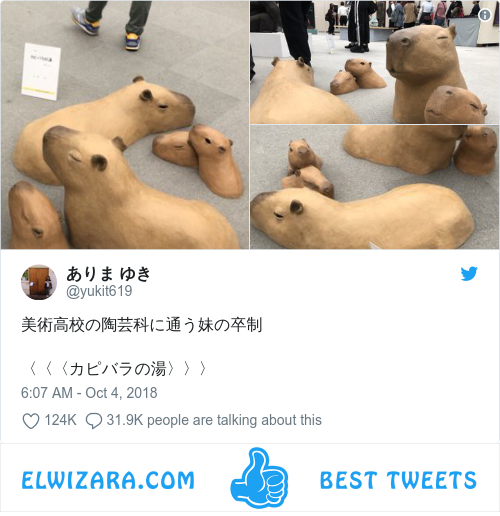 ありま ゆき
@yukit619
美術高校の陶芸科に通う妹の卒制
〈〈〈カピバラの湯〉〉〉
6:07 AM - Oct 4, 2018
124K 31.9K people are talking about this
ELWIZARA.COM BEST TWEETS